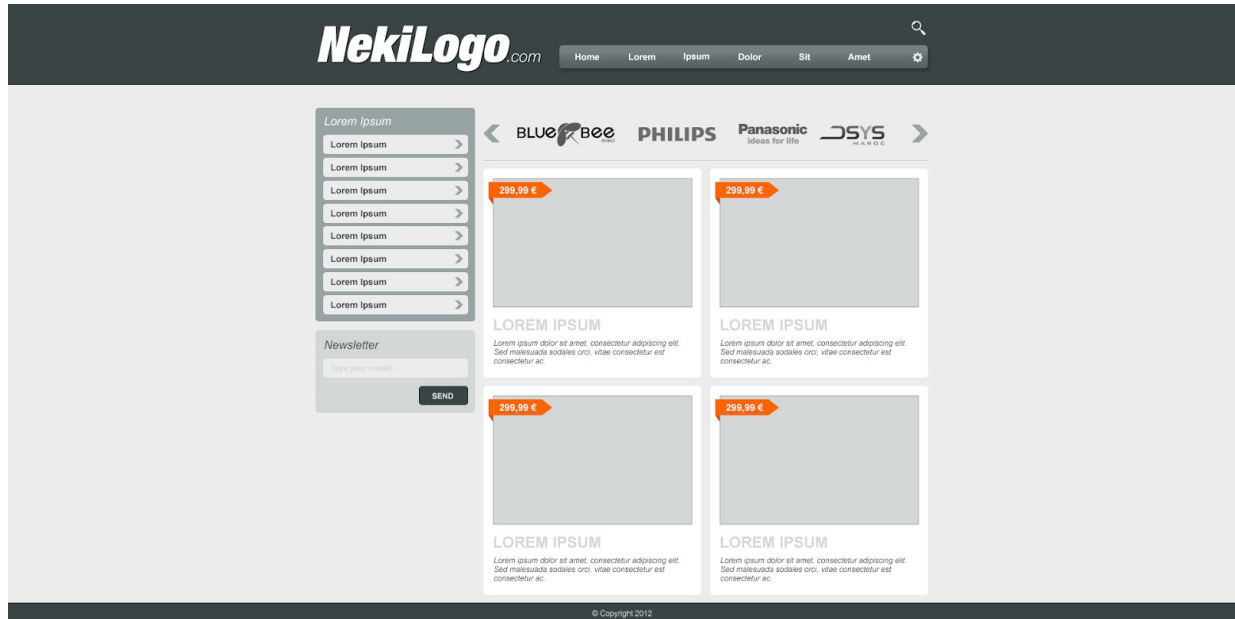 NekiLogo.com
Home Lorem Ipsum Dolor Sit Amet
Lorem Ipsum
Lorem Ipsum
Lorem Ipsum
Lorem Ipsum
Lorem Ipsum
Lorem Ipsum
Lorem Ipsum
Lorem Ipsum
Lorem Ipsum
Newsletter
Type your e-mail...
SEND
BLUE BEE direct
PHILIPS
Panasonic
ideas for life
DSYS
MAROC
299,99 €
LOREM IPSUM
Lorem ipsum dolor sit amet, consectetur adipiscing elit.
Sed malesuada sodales orci, vitae consectetur est
consectetur ac.
299,99 €
LOREM IPSUM
Lorem ipsum dolor sit amet, consectetur adipiscing elit.
Sed malesuada sodales orci, vitae consectetur est
consectetur ac.
299,99 €
LOREM IPSUM
Lorem ipsum dolor sit amet, consectetur adipiscing elit.
Sed malesuada sodales orci, vitae consectetur est
consectetur ac.
299,99 €
LOREM IPSUM
Lorem ipsum dolor sit amet, consectetur adipiscing elit.
Sed malesuada sodales orci, vitae consectetur est
consectetur ac.
© Copyright 2012